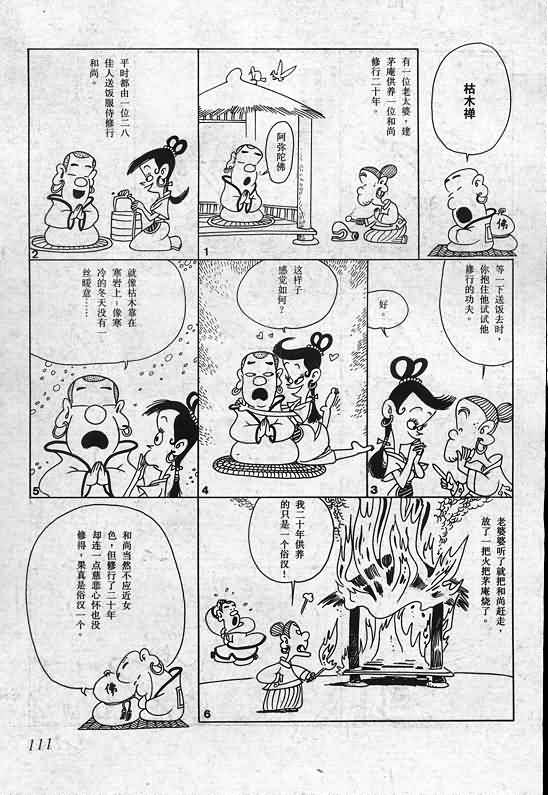 枯木禅
佛
有一位老太婆，建
茅庵供养一位和尚
修行二十年。
阿弥陀佛
1
平时都由一位二八
佳人送饭服侍修行
和尚。
2
等一下送饭去时，
你抱住他试试他
修行的功夫。
好。
3
这样子
感觉如何？
4
就像枯木靠在
寒岩上－像寒
冷的冬天没有一
丝暖意……
5
老婆婆听了就把和尚赶走，
放了一把火把茅庵烧了。
我二十年供养
的只是一个俗汉！
6
和尚当然不应近女
色，但修行了二十年
却连一点慈悲心怀也没
修得，果真是俗汉一个。
佛
111